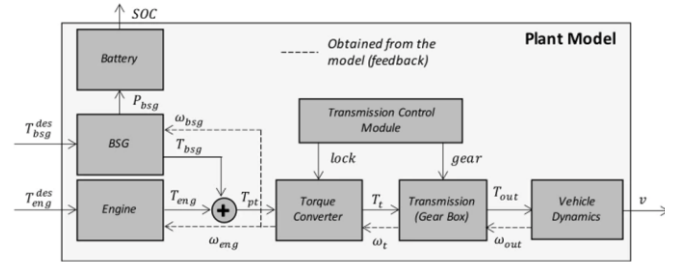 SOC
Plant Model
Battery
Obtained from the
model (feedback)
P_bsg
ω_bsg
Transmission Control
Module
T_bsg^des
BSG
T_bsg
lock
gear
T_eng^des
Engine
T_eng
+
T_pt
Torque
Converter
T_t
Transmission
(Gear Box)
T_out
Vehicle
Dynamics
v
ω_eng
ω_t
ω_out